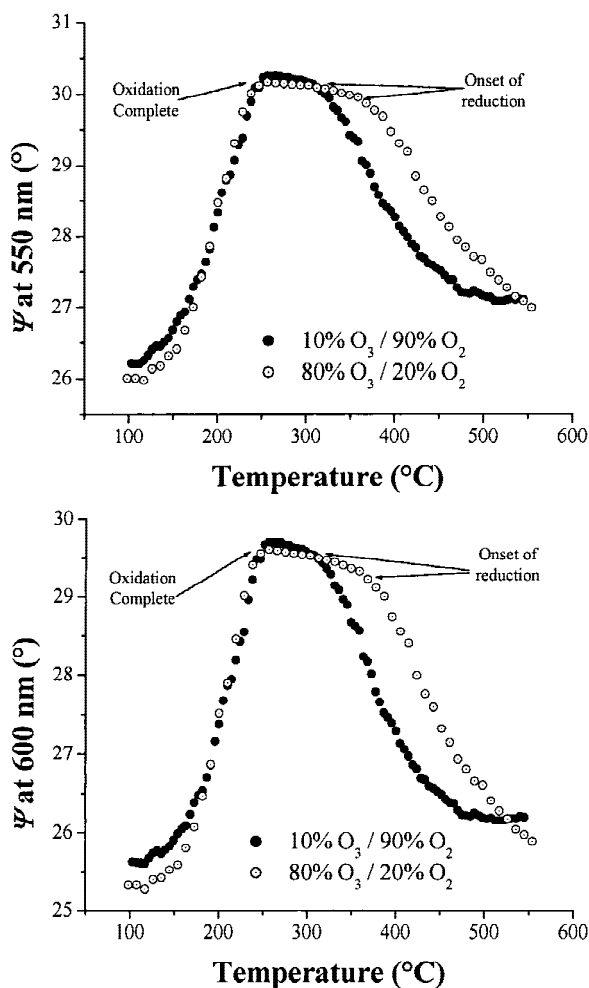 31
30
29
28
27
26
Ψ at 550 nm (°)
Oxidation
Complete
Onset of
reduction
10% O₃ / 90% O₂
80% O₃ / 20% O₂
100 200 300 400 500 600
Temperature (°C)
30
29
28
27
26
25
Ψ at 600 nm (°)
Oxidation
Complete
Onset of
reduction
10% O₃ / 90% O₂
80% O₃ / 20% O₂
100 200 300 400 500 600
Temperature (°C)